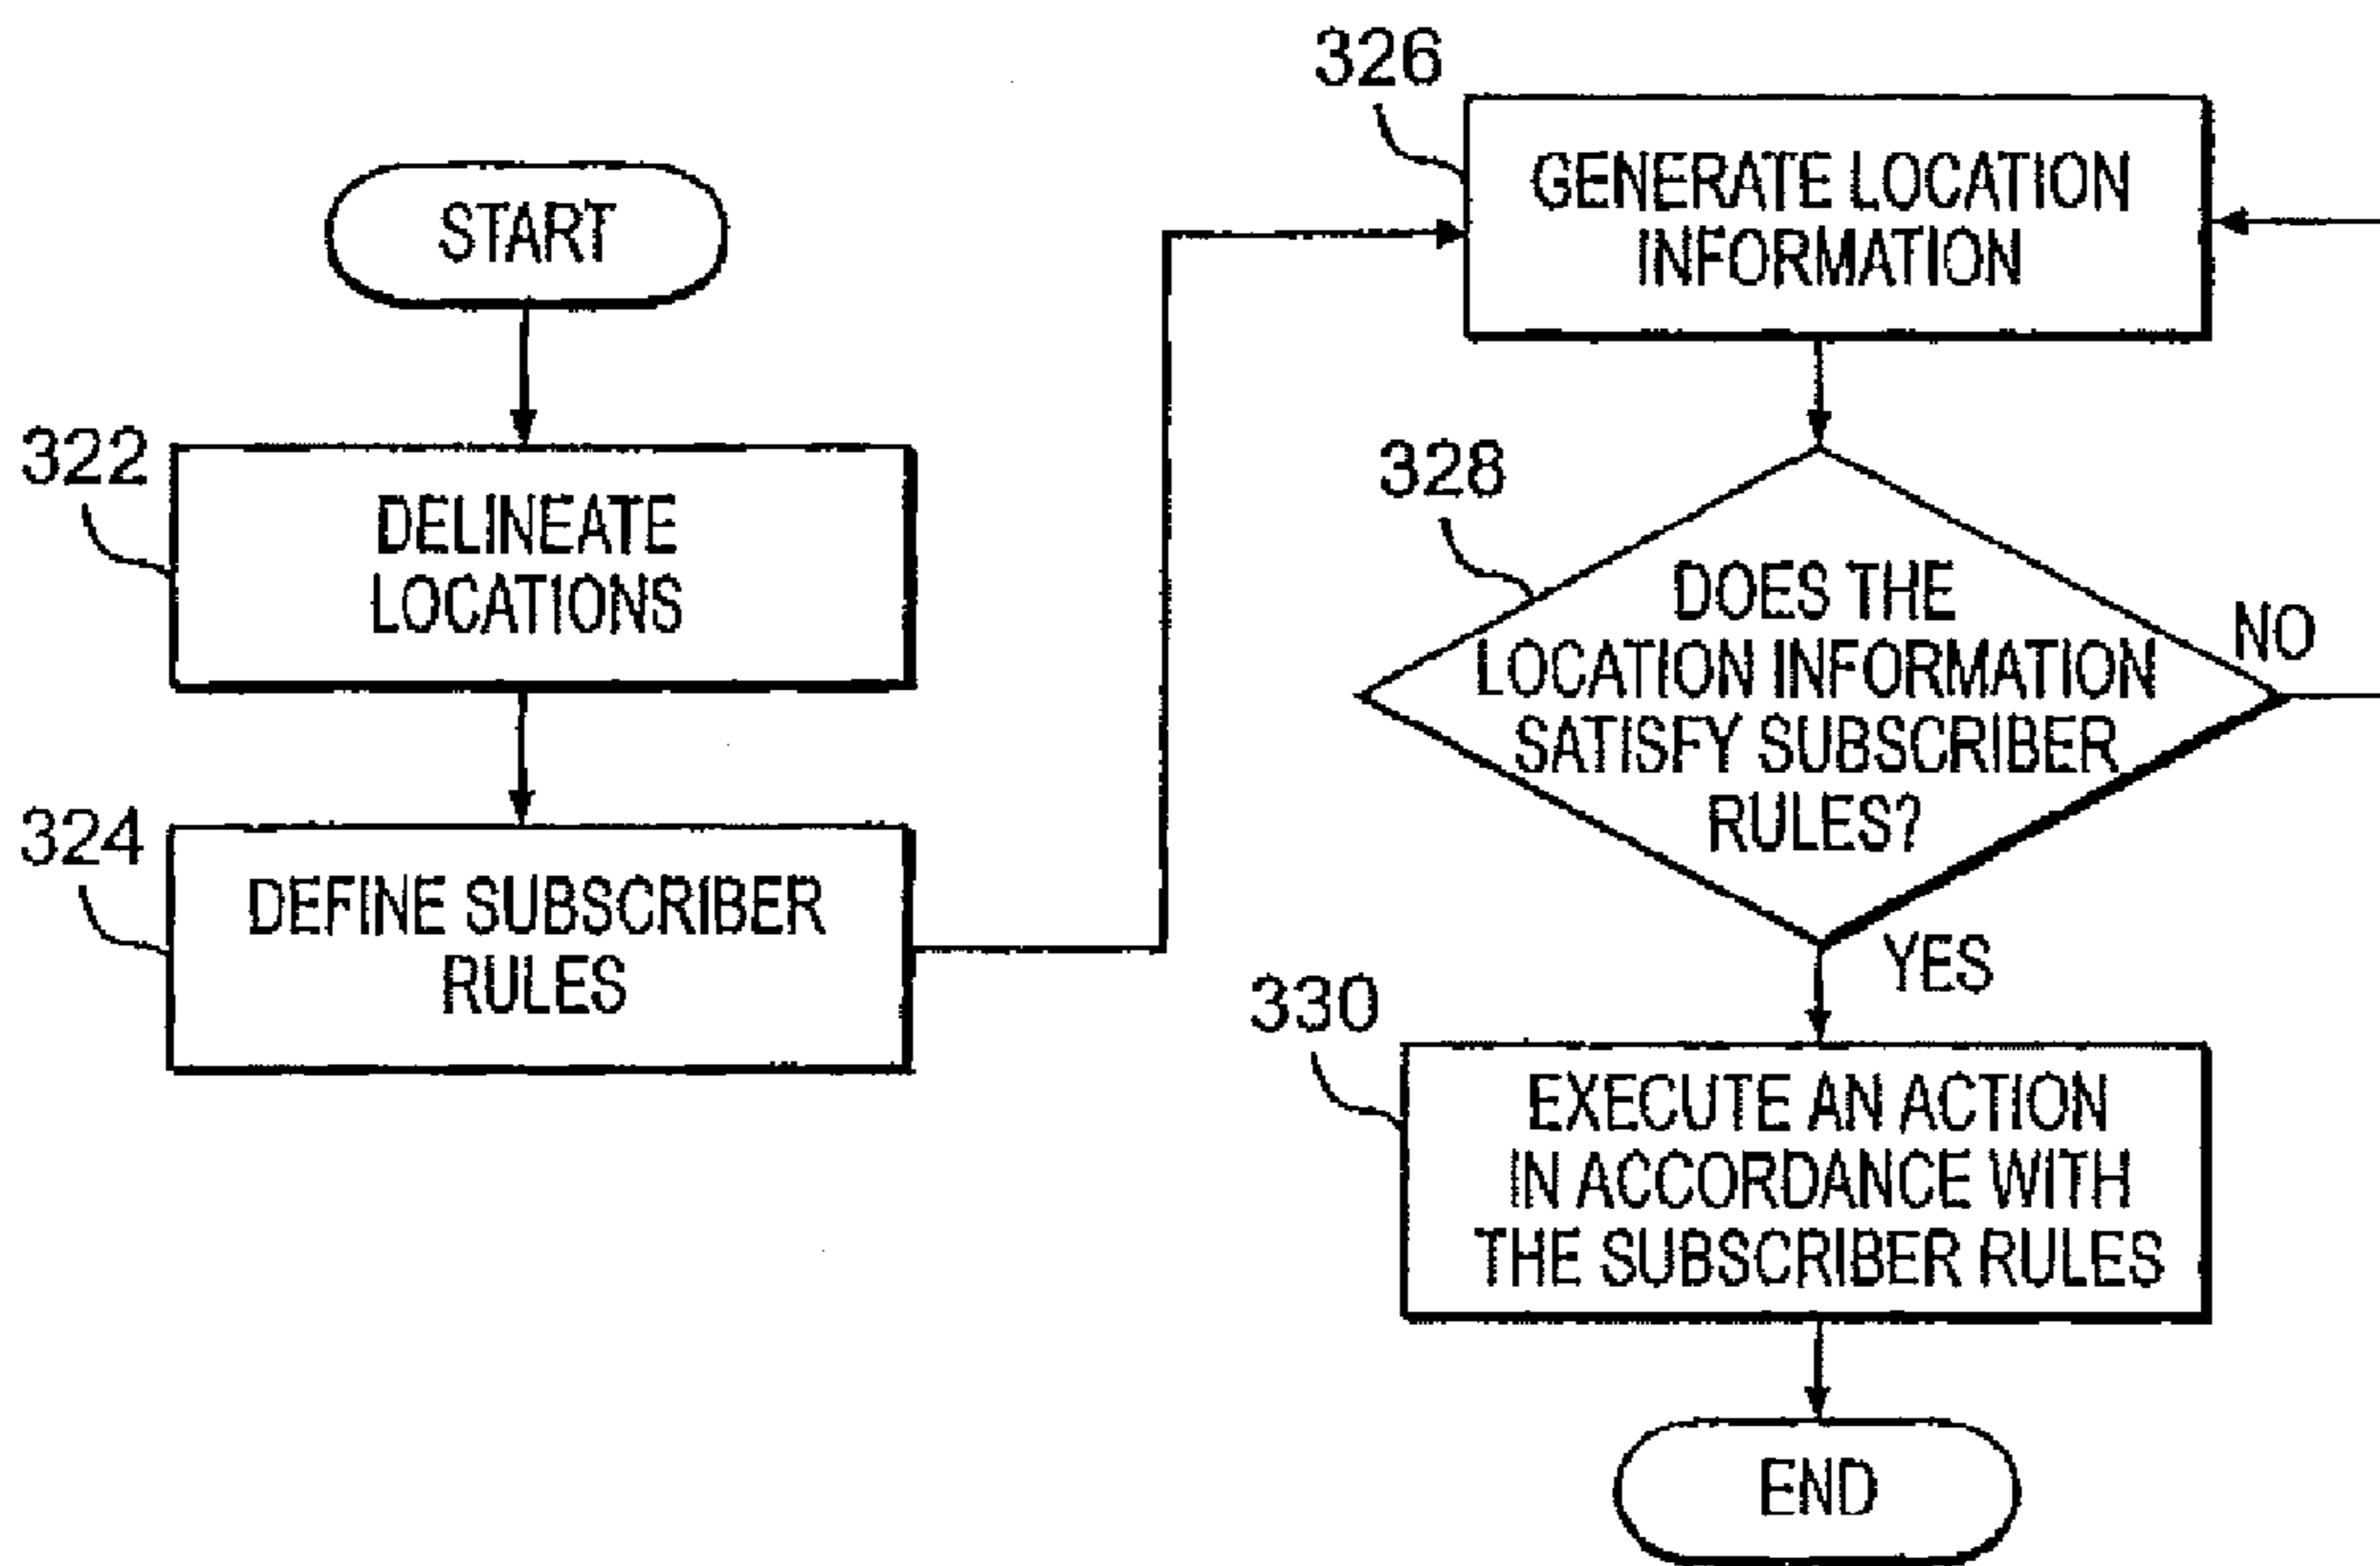 START
322
DELINEATE
LOCATIONS
324
DEFINE SUBSCRIBER
RULES
326
GENERATE LOCATION
INFORMATION
328
DOES THE
LOCATION INFORMATION
SATISFY SUBSCRIBER
RULES?
NO
YES
330
EXECUTE AN ACTION
IN ACCORDANCE WITH
THE SUBSCRIBER RULES
END